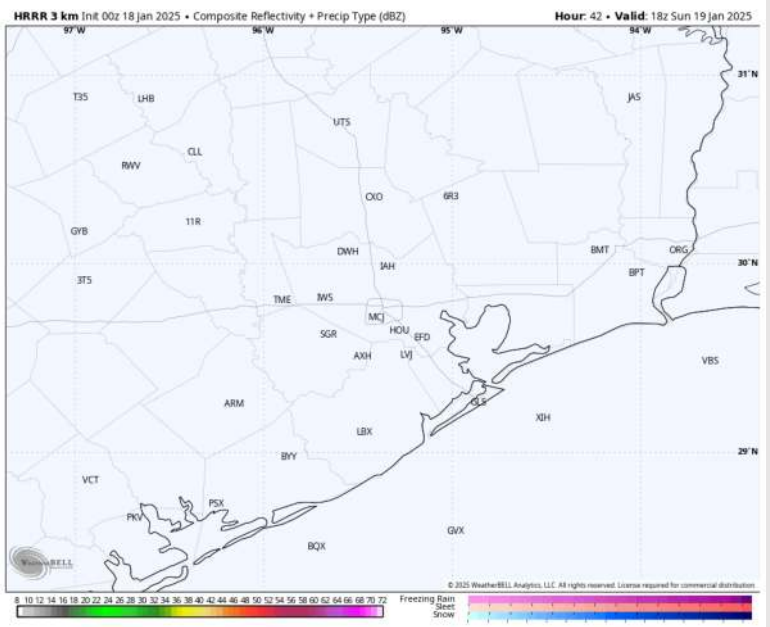 HRRR 3 km Init 00z 18 Jan 2025 • Composite Reflectivity + Precip Type (dBZ) Hour: 42 • Valid: 18z Sun 19 Jan 2025
97°W 96°W 95°W 94°W
31°N
T35 LHB JAS
UTS
CLL
RWV
CXO 6R3
11R
GYB
DWH BMT ORG
IAH 30°N
BPT
3T5
TME IWS
MCJ
SGR HOU EFD
AXH LVJ VBS
ARM GLS
XIH
LBX
BYY 29°N
VCT
PSX
PKV
GVX
BQX
WeatherBELL
© 2025 WeatherBELL Analytics, LLC. All rights reserved. License required for commercial distribution.
8 10 12 14 16 18 20 22 24 26 28 30 32 34 36 38 40 42 44 46 48 50 52 54 56 58 60 62 64 66 68 70 72
Freezing Rain
Sleet
Snow